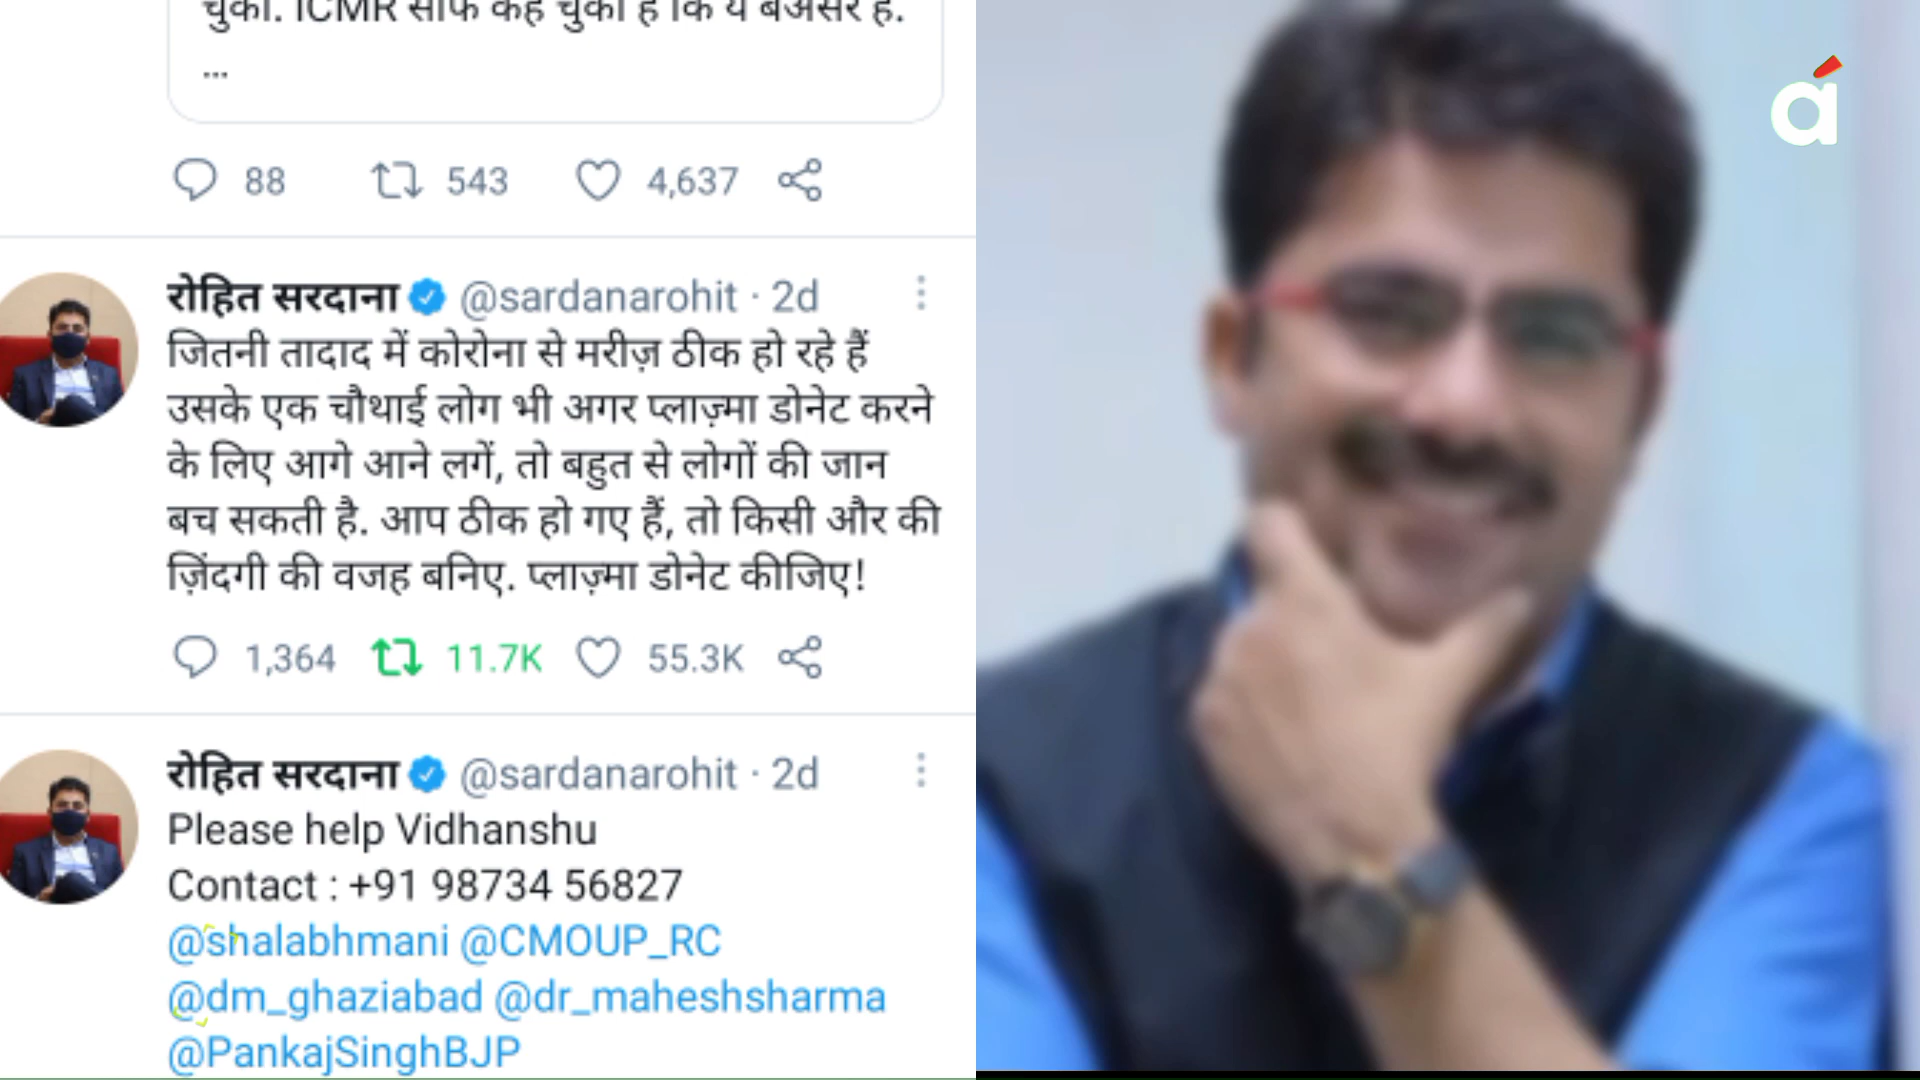 चुका. ICMR साफ कह चुका है कि ये बेअसर है.
...
88 543 4,637
रोहित सरदाना @sardanarohit · 2d
जितनी तादाद में कोरोना से मरीज़ ठीक हो रहे हैं
उसके एक चौथाई लोग भी अगर प्लाज़्मा डोनेट करने
के लिए आगे आने लगें, तो बहुत से लोगों की जान
बच सकती है. आप ठीक हो गए हैं, तो किसी और की
ज़िंदगी की वजह बनिए. प्लाज़्मा डोनेट कीजिए!
1,364 11.7K 55.3K
रोहित सरदाना @sardanarohit · 2d
Please help Vidhanshu
Contact : +91 98734 56827
@shalabhmani @CMOUP_RC
@dm_ghaziabad @dr_maheshsharma
@PankajSinghBJP
á